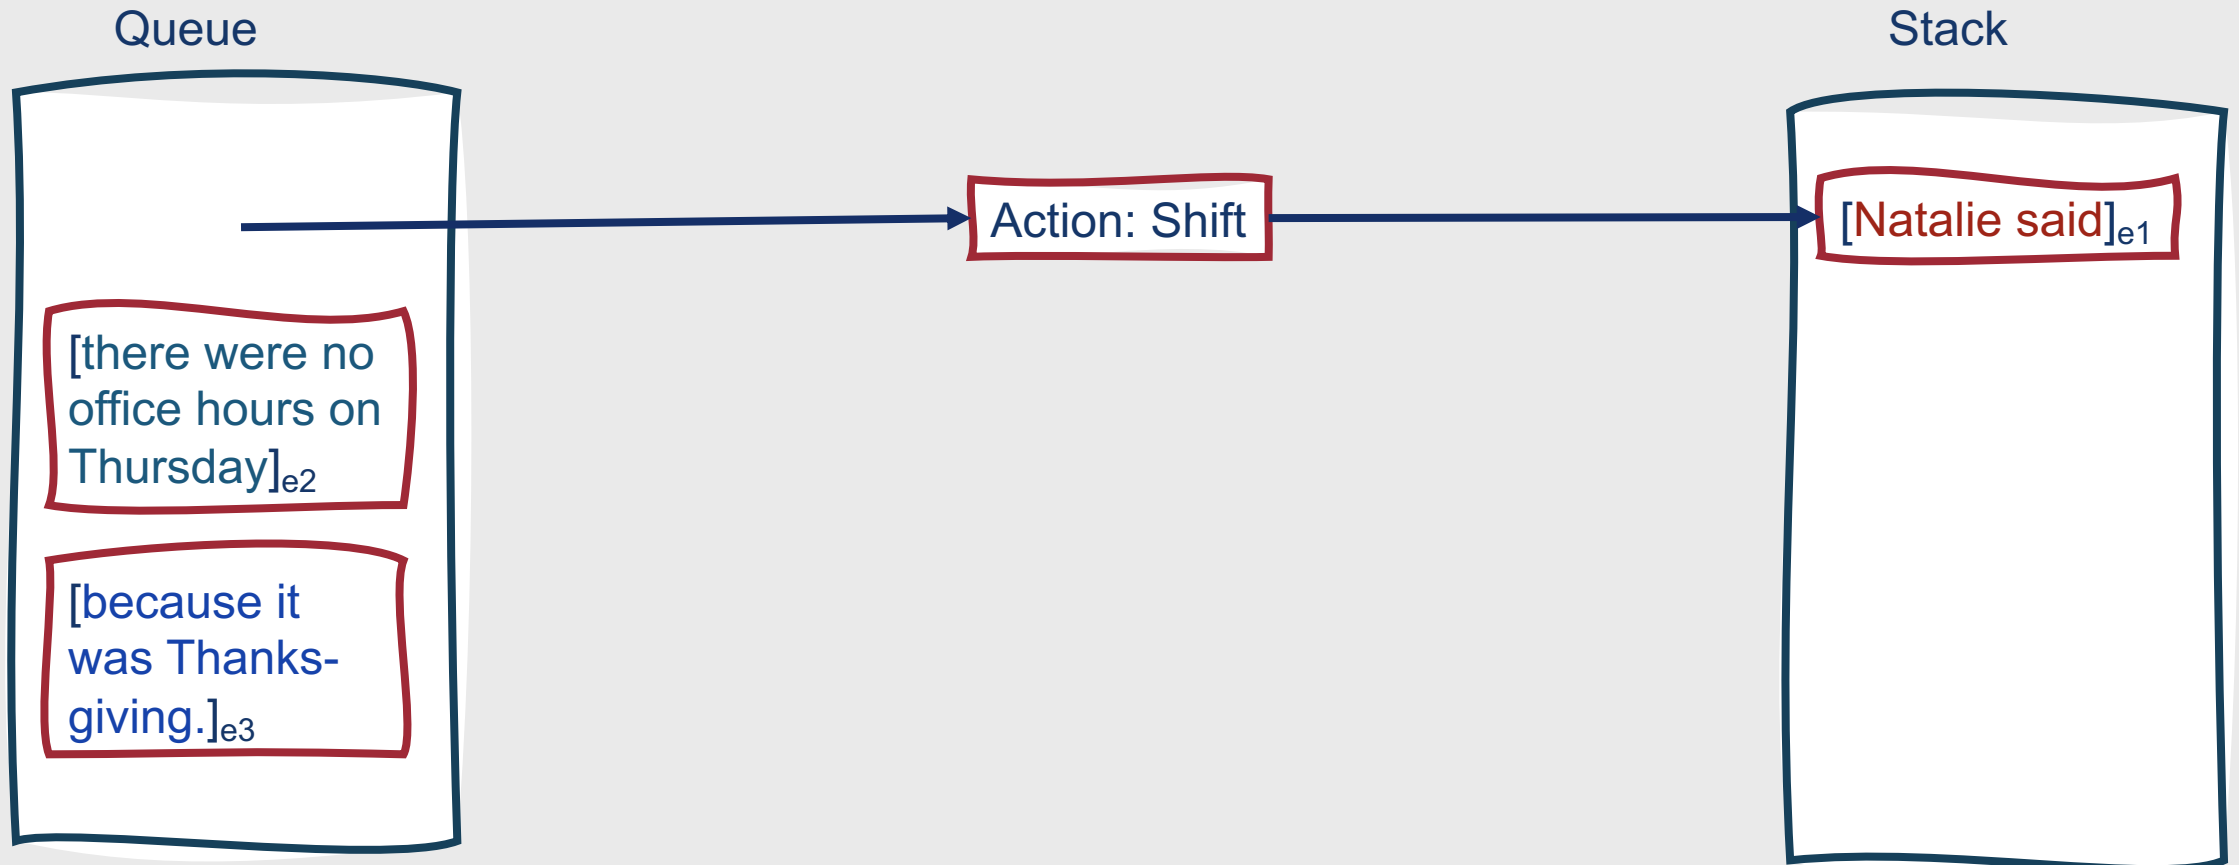 Queue
Stack
Action: Shift
[Natalie said]e1
[there were no
office hours on
Thursday]e2
[because it
was Thanks-
giving.]e3